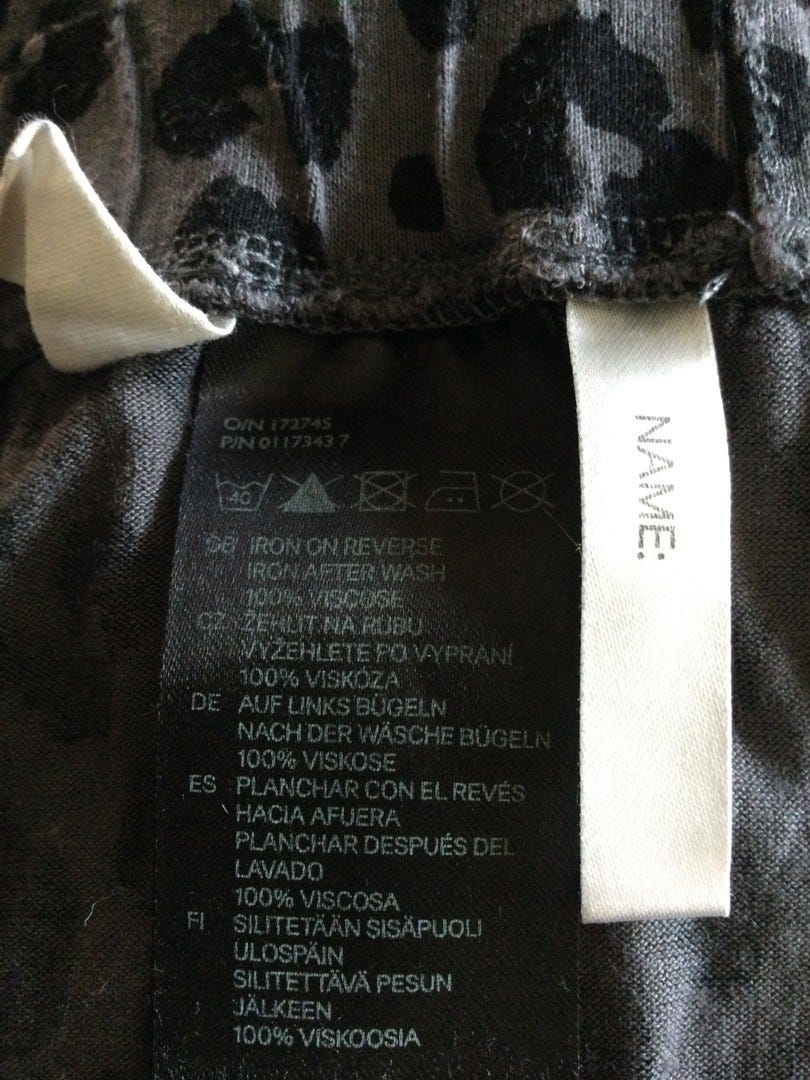 O/N 172745
P/N 0117343 7
40
GB IRON ON REVERSE
IRON AFTER WASH
100% VISCOSE
CZ ŽEHLIT NA RUBU
VYŽEHLETE PO VYPRÁNÍ
100% VISKÓZA
DE AUF LINKS BÜGELN
NACH DER WÄSCHE BÜGELN
100% VISKOSE
ES PLANCHAR CON EL REVÉS
HACIA AFUERA
PLANCHAR DESPUÉS DEL
LAVADO
100% VISCOSA
FI SILITETÄÄN SISÄPUOLI
ULOSPÄIN
SILITETTÄVÄ PESUN
JÄLKEEN
100% VISKOOSIA
NAME: